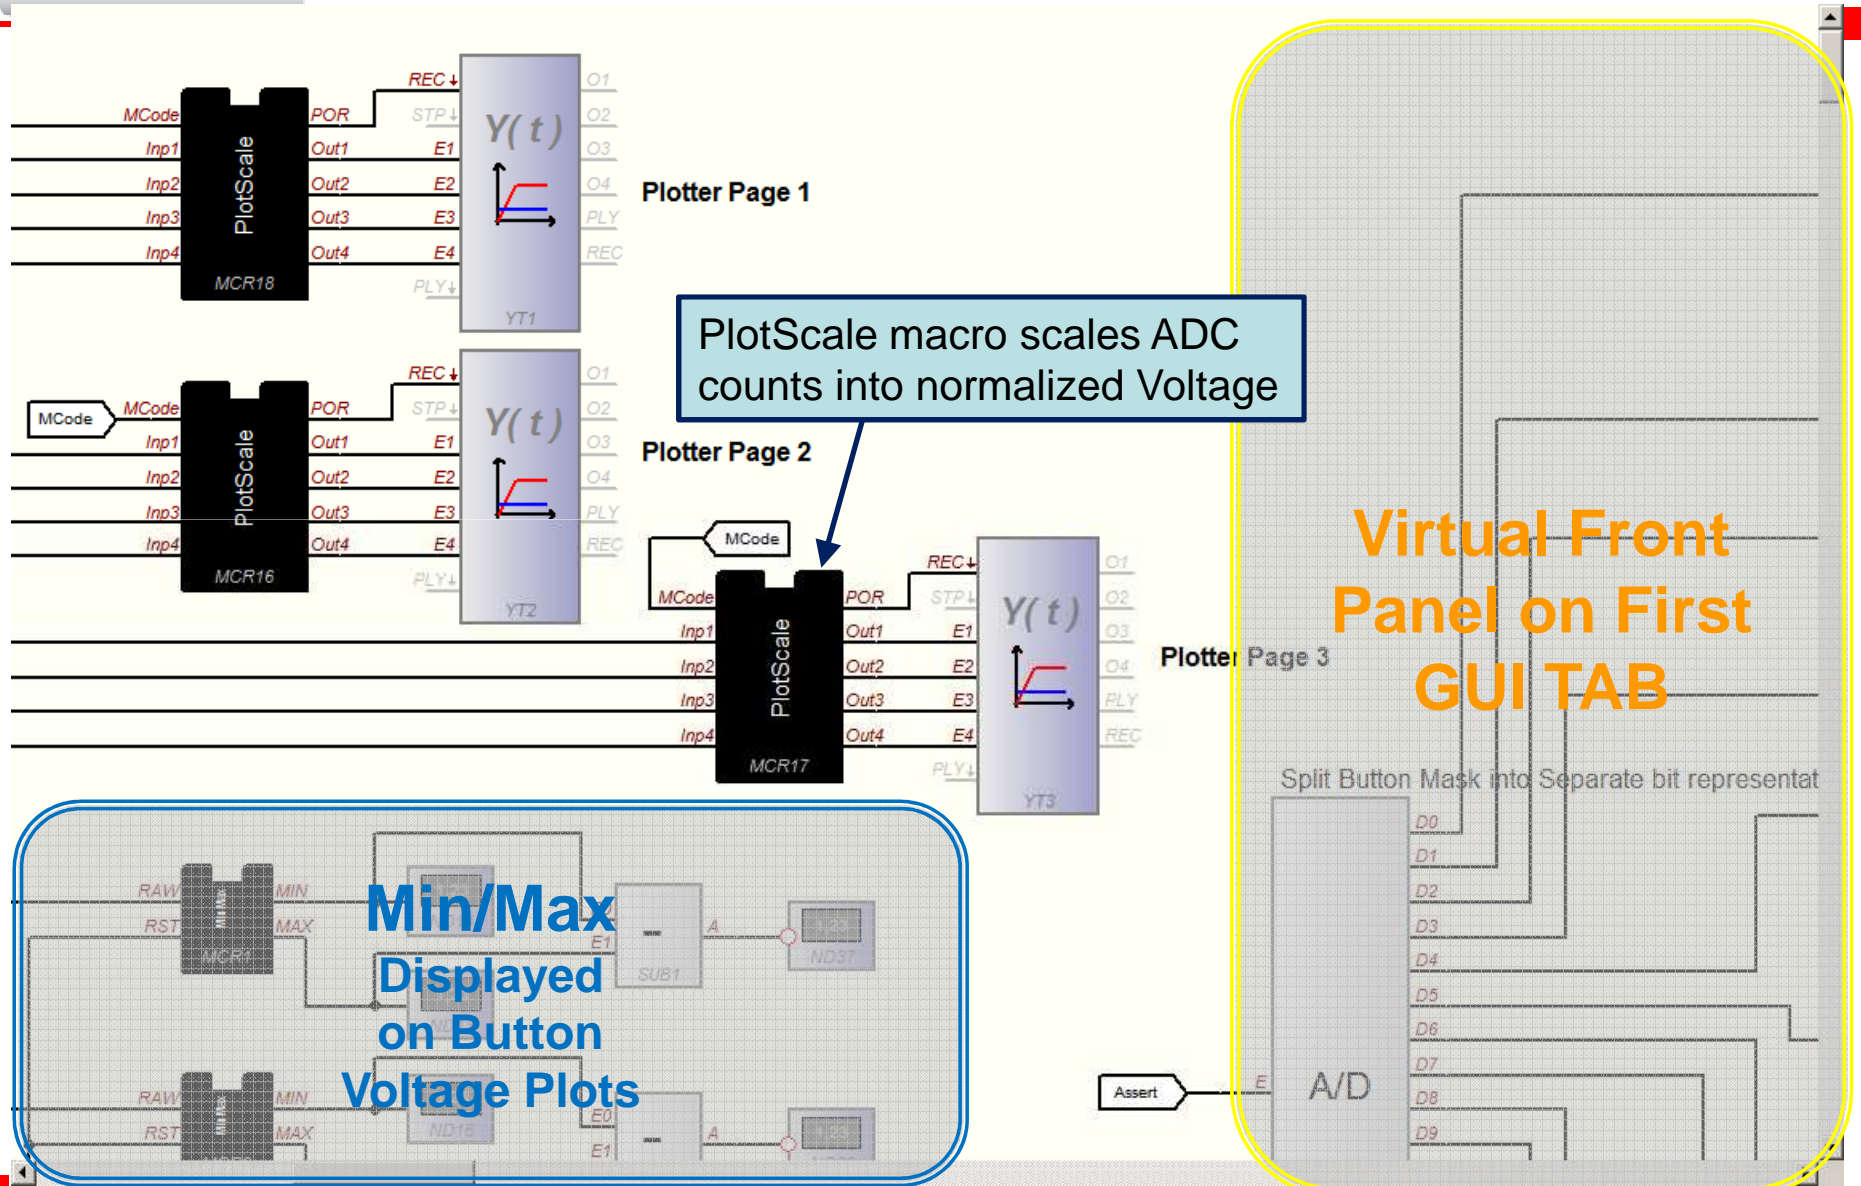 REC↓ O1
MCode POR STP↓ Y( t ) O2
Inp1 Out1 E1 O3
Inp2 PlotScale Out2 E2 O4 Plotter Page 1
Inp3 Out3 E3 PLY
Inp4 Out4 E4 REC
MCR18 PLY↓
YT1
PlotScale macro scales ADC
counts into normalized Voltage
REC↓ O1
MCode MCode POR STP↓ Y( t ) O2
Inp1 Out1 E1 O3 Plotter Page 2
Inp2 PlotScale Out2 E2 O4
Inp3 Out3 E3 PLY
Inp4 Out4 E4 REC
MCR16 PLY↓
YT2
MCode
REC↓ O1
MCode POR STP↓ Y( t ) O2
Inp1 Out1 E1 O3
Inp2 PlotScale Out2 E2 O4 Plotter Page 3
Inp3 Out3 E3 PLY
Inp4 Out4 E4 REC
MCR17 PLY↓
YT3
Virtual Front
Panel on First
GUI TAB
Split Button Mask into Separate bit representat
D0
D1
D2
D3
D4
D5
D6
D7
D8
D9
Assert E A/D
Min/Max
Displayed
on Button
Voltage Plots
RAW MinMax MIN
RST MAX
MCR1
E1 A
SUB1 ND37
RAW MinMax MIN
ND16
RST MAX
E0
E1 A